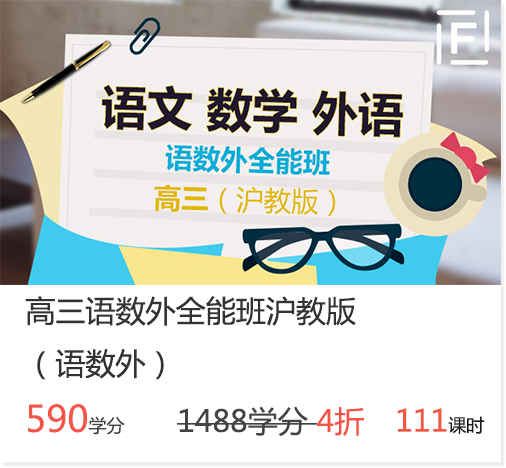 语文 数学 外语
语数外全能班
高三（沪教版）
高三语数外全能班沪教版
（语数外）
590学分 1488学分 4折 111课时